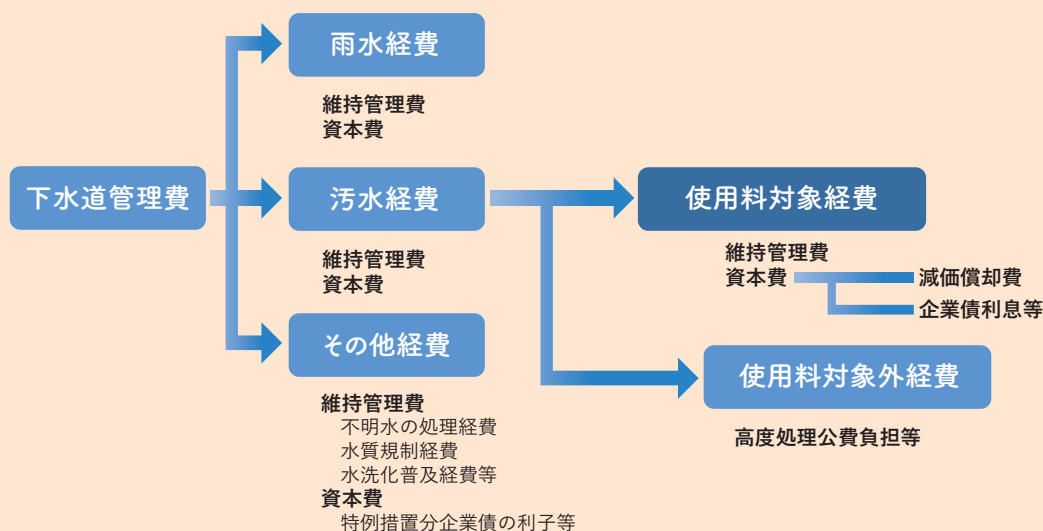 雨水経費
維持管理費
資本費
下水道管理費
汚水経費
維持管理費
資本費
使用料対象経費
維持管理費
資本費
減価償却費
企業債利息等
その他経費
維持管理費
不明水の処理経費
水質規制経費
水洗化普及経費等
資本費
特例措置分企業債の利子等
使用料対象外経費
高度処理公費負担等